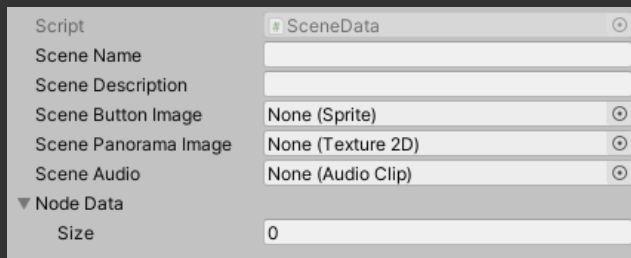 Script SceneData
Scene Name
Scene Description
Scene Button Image None (Sprite)
Scene Panorama Image None (Texture 2D)
Scene Audio None (Audio Clip)
Node Data
Size 0